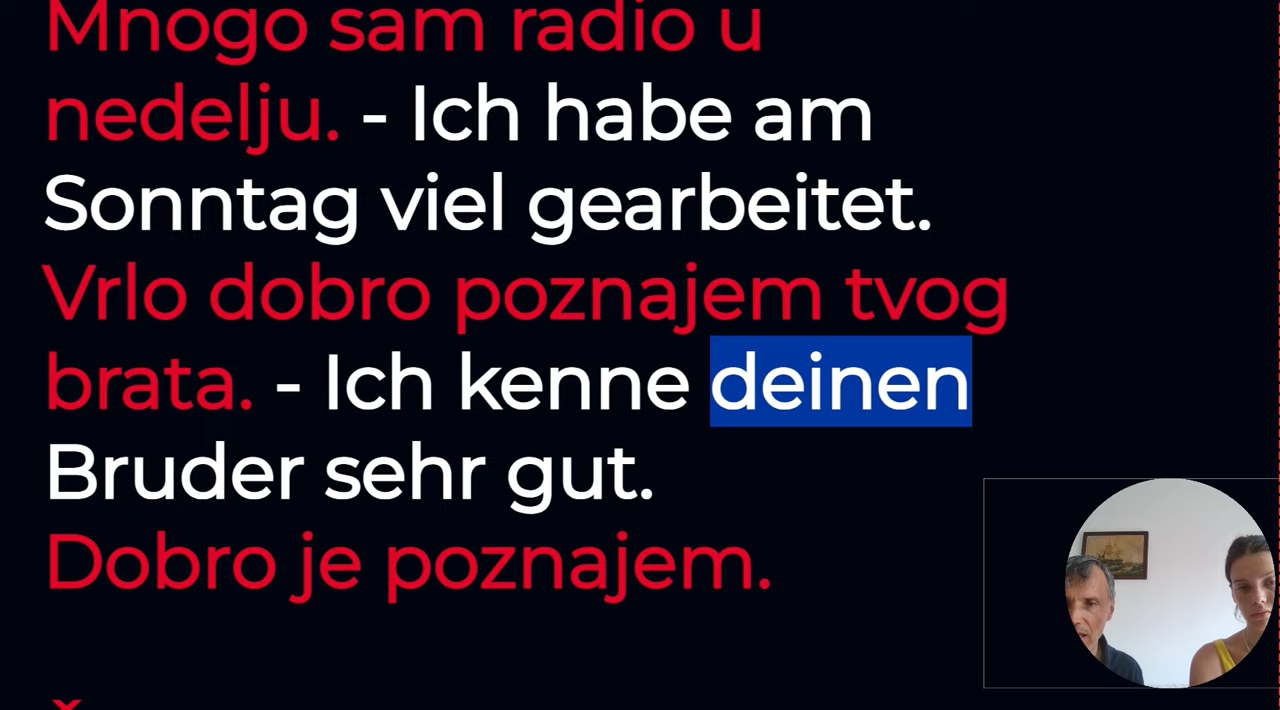 Mnogo sam radio u
nedelju. - Ich habe am
Sonntag viel gearbeitet.
Vrlo dobro poznajem tvog
brata. - Ich kenne deinen
Bruder sehr gut.
Dobro je poznajem.